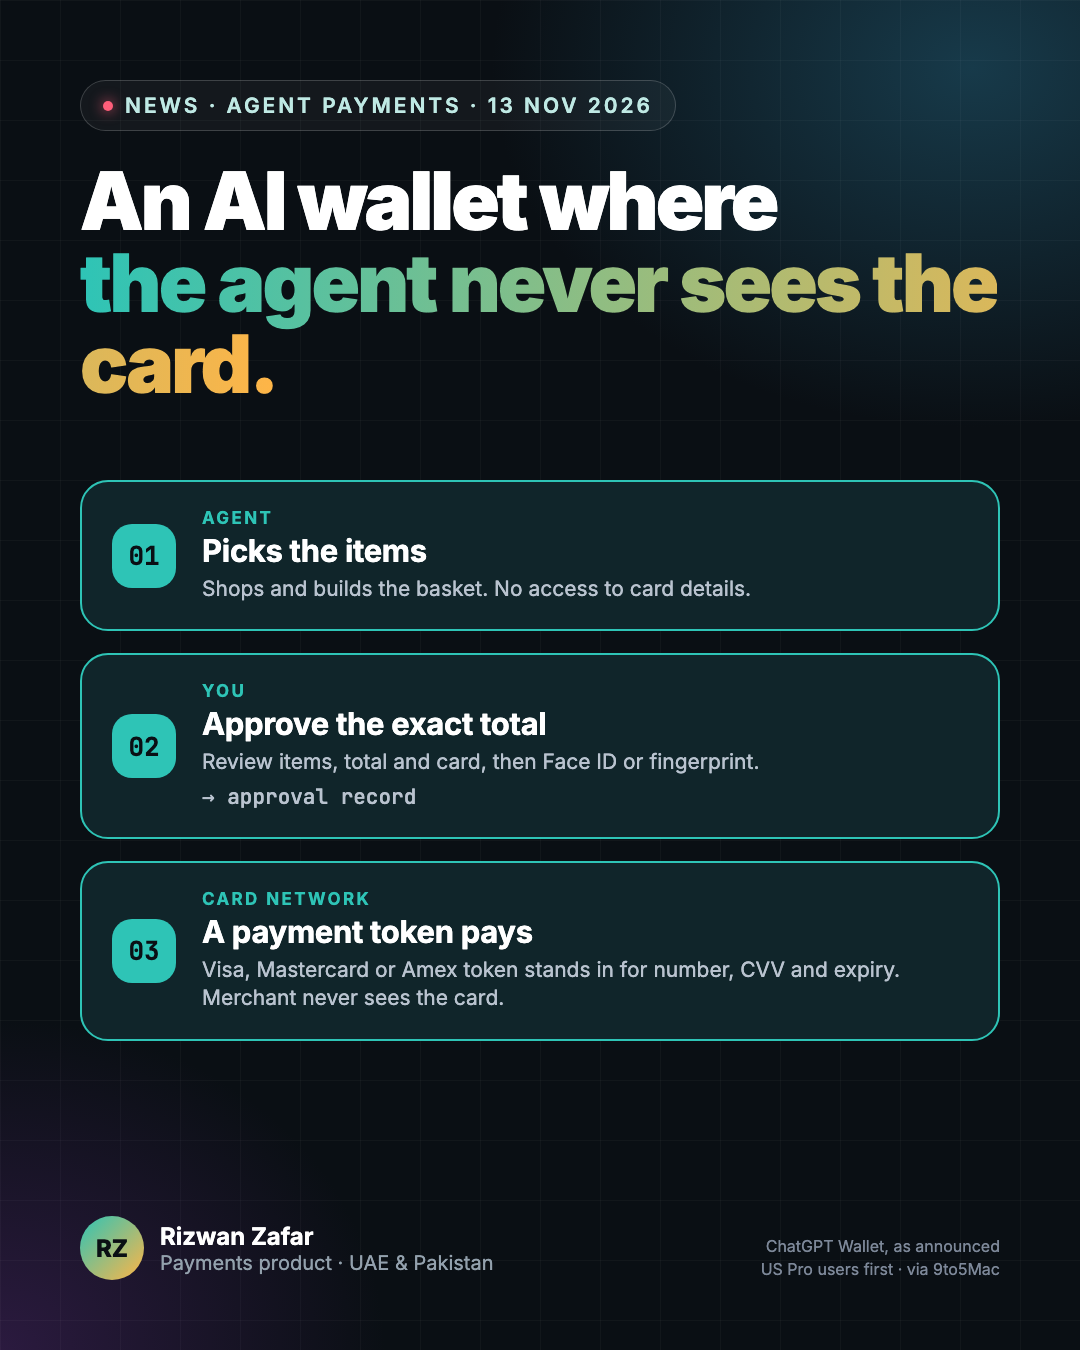 NEWS · AGENT PAYMENTS · 13 NOV 2026
An AI wallet where
the agent never sees the
card.
01
AGENT
Picks the items
Shops and builds the basket. No access to card details.
02
YOU
Approve the exact total
Review items, total and card, then Face ID or fingerprint.
→ approval record
03
CARD NETWORK
A payment token pays
Visa, Mastercard or Amex token stands in for number, CVV and expiry.
Merchant never sees the card.
RZ
Rizwan Zafar
Payments product · UAE & Pakistan
ChatGPT Wallet, as announced
US Pro users first · via 9to5Mac